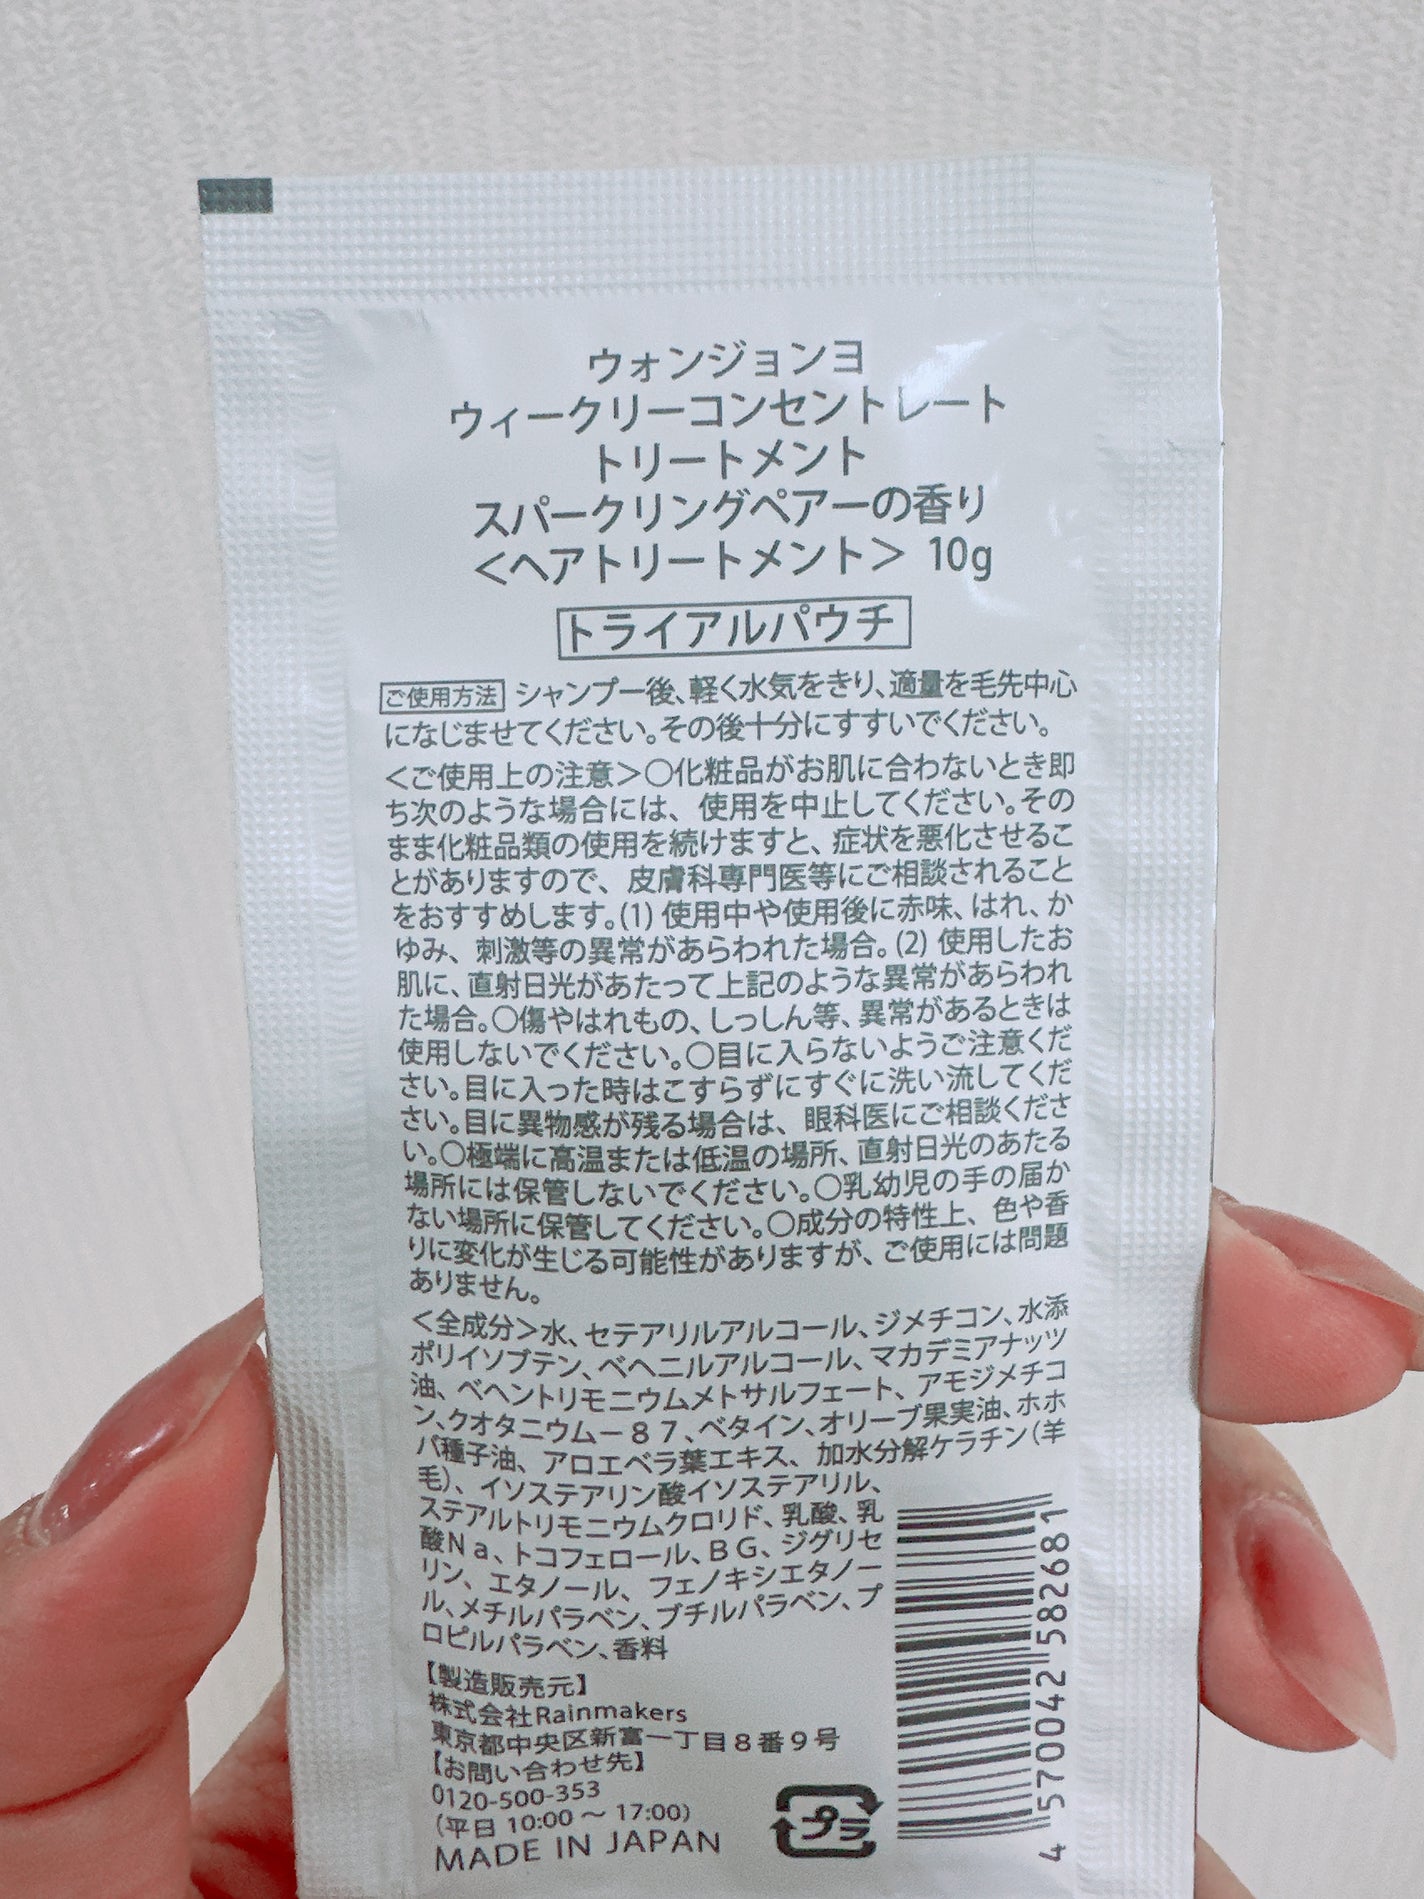 ウォンジョンヨ
ウィークリーコンセントレート
トリートメント
スパークリングペアーの香り
＜ヘアトリートメント＞ 10g
トライアルパウチ
ご使用方法 シャンプー後、軽く水気をきり、適量を毛先中心
になじませてください。その後十分にすすいでください。
＜ご使用上の注意＞○化粧品がお肌に合わないとき即
ち次のような場合には、使用を中止してください。その
まま化粧品類の使用を続けますと、症状を悪化させるこ
とがありますので、皮膚科専門医等にご相談されること
をおすすめします。(1) 使用中や使用後に赤味、はれ、か
ゆみ、刺激等の異常があらわれた場合。(2) 使用したお
肌に、直射日光があたって上記のような異常があらわれ
た場合。○傷やはれもの、しっしん等、異常があるときは
使用しないでください。○目に入らないようご注意くだ
さい。目に入った時はこすらずにすぐに洗い流してくだ
さい。目に異物感が残る場合は、眼科医にご相談くださ
い。○極端に高温または低温の場所、直射日光のあたる
場所には保管しないでください。○乳幼児の手の届か
ない場所に保管してください。○成分の特性上、色や香
りに変化が生じる可能性がありますが、ご使用には問題
ありません。
＜全成分＞水、セテアリルアルコール、ジメチコン、水添
ポリイソブテン、ベヘニルアルコール、マカデミアナッツ
油、ベヘントリモニウムメトサルフェート、アモジメチコ
ン、クオタニウムー８７、ベタイン、オリーブ果実油、ホホ
バ種子油、アロエベラ葉エキス、加水分解ケラチン（羊
毛）、イソステアリン酸イソステアリル、
ステアルトリモニウムクロリド、乳酸、乳
酸Ｎａ、トコフェロール、ＢＧ、ジグリセ
リン、エタノール、フェノキシエタノー
ル、メチルパラベン、ブチルパラベン、プ
ロピルパラベン、香料
【製造販売元】
株式会社Rainmakers
東京都中央区新富一丁目８番９号
【お問い合わせ先】
0120-500-353
（平日 10:00 ～ 17:00）
MADE IN JAPAN
プラ
4 570042 582681